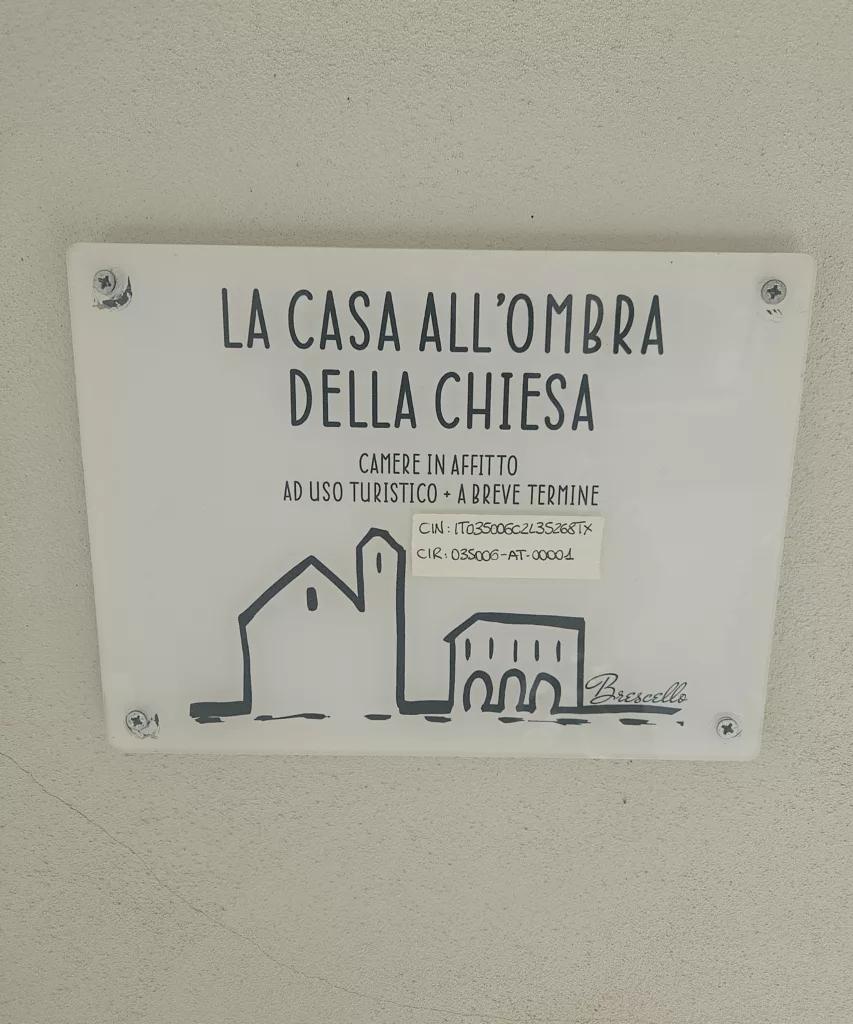 LA CASA ALL'OMBRA
DELLA CHIESA
CAMERE IN AFFITTO
AD USO TURISTICO + A BREVE TERMINE
CIN: IT035006C2L3S268TX
CIR: 035006-AT-00001
Brescello